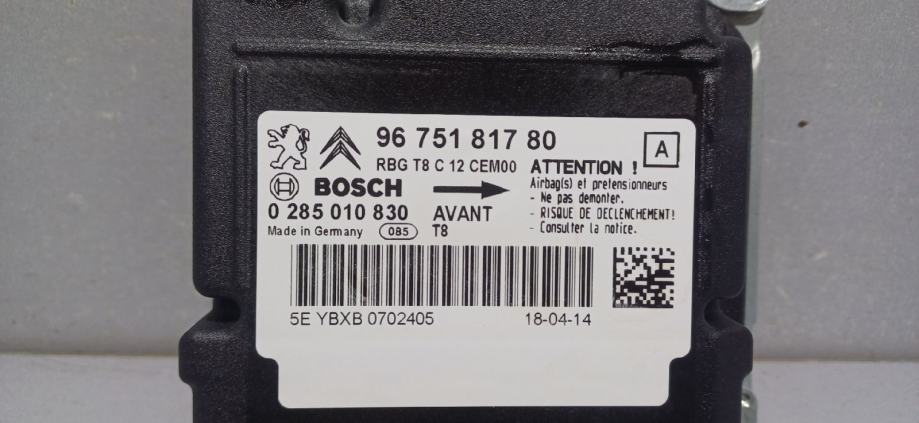 96 751 817 80
RBG T8 C 12 CEM00
A
BOSCH
0 285 010 830
AVANT
Made in Germany 085 T8
ATTENTION !
Airbag(s) et pretensionneurs
- Ne pas demonter.
- RISQUE DE DECLENCHEMENT!
- Consulter la notice.
5E YBXB 0702405 18-04-14